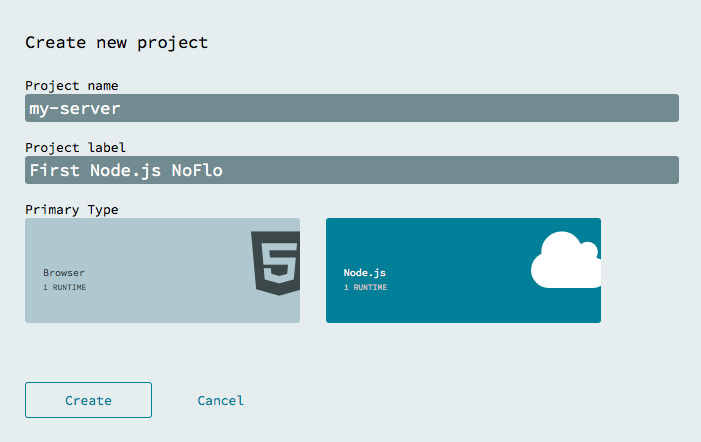 Create new project
Project name
my-server
Project label
First Node.js NoFlo
Primary Type
Browser
1 RUNTIME
Node.js
1 RUNTIME
Create
Cancel